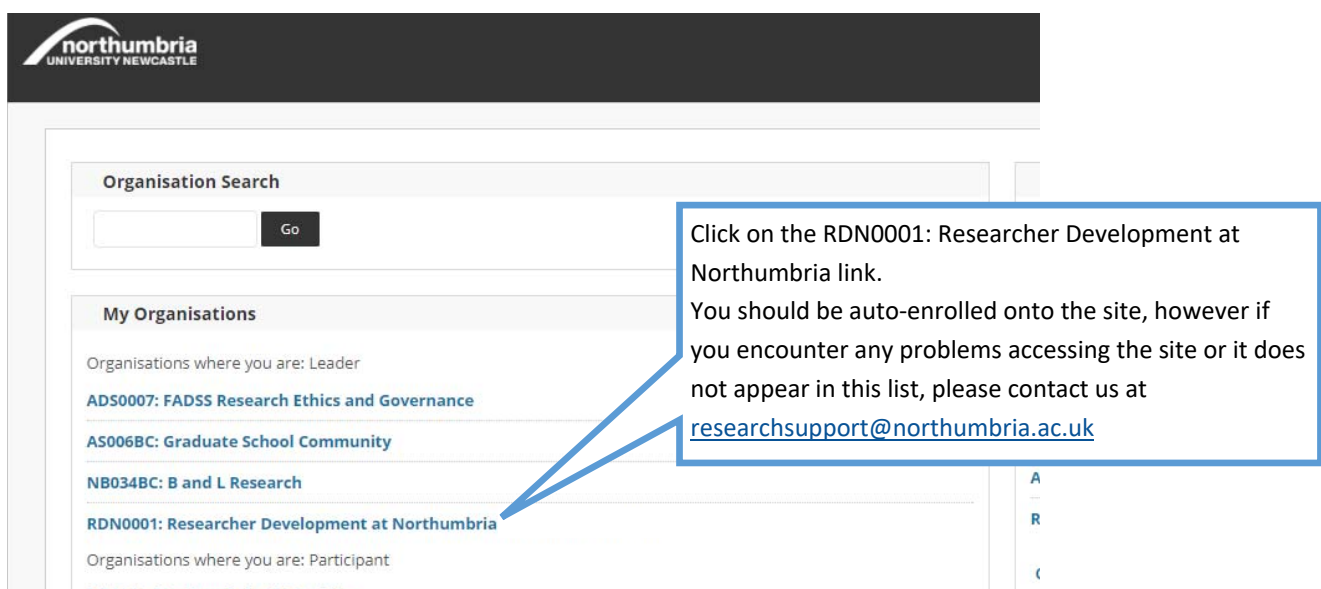 northumbria
UNIVERSITY NEWCASTLE
Organisation Search
Go
My Organisations
Organisations where you are: Leader
ADS0007: FADSS Research Ethics and Governance
AS006BC: Graduate School Community
NB034BC: B and L Research
RDN0001: Researcher Development at Northumbria
Organisations where you are: Participant
Click on the RDN0001: Researcher Development at
Northumbria link.
You should be auto-enrolled onto the site, however if
you encounter any problems accessing the site or it does
not appear in this list, please contact us at
researchsupport@northumbria.ac.uk
A
R